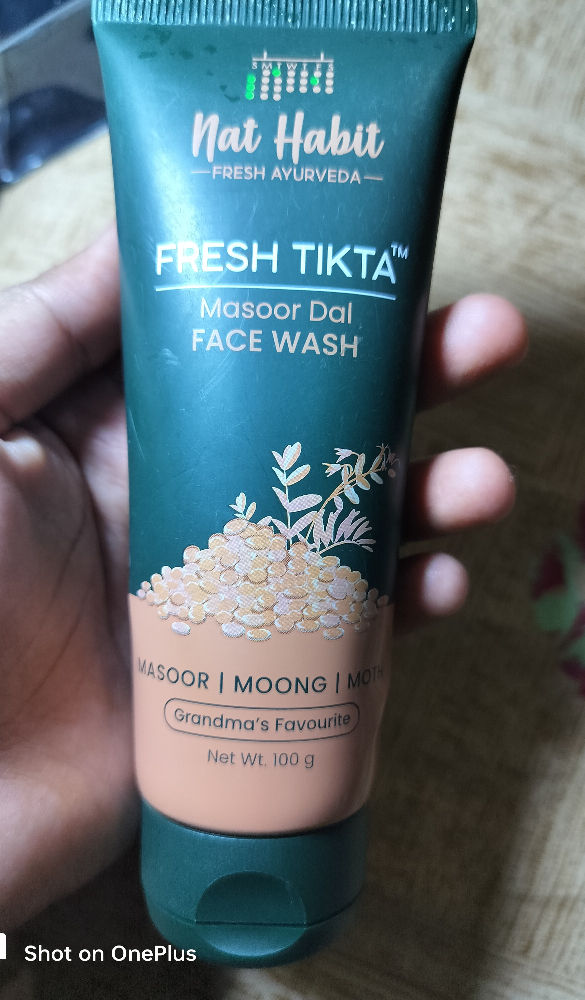 S M T W T F S
Nat Habit
FRESH AYURVEDA
FRESH TIKTA™
Masoor Dal
FACE WASH
MASOOR | MOONG | MOTH
Grandma's Favourite
Net Wt. 100 g
Shot on OnePlus